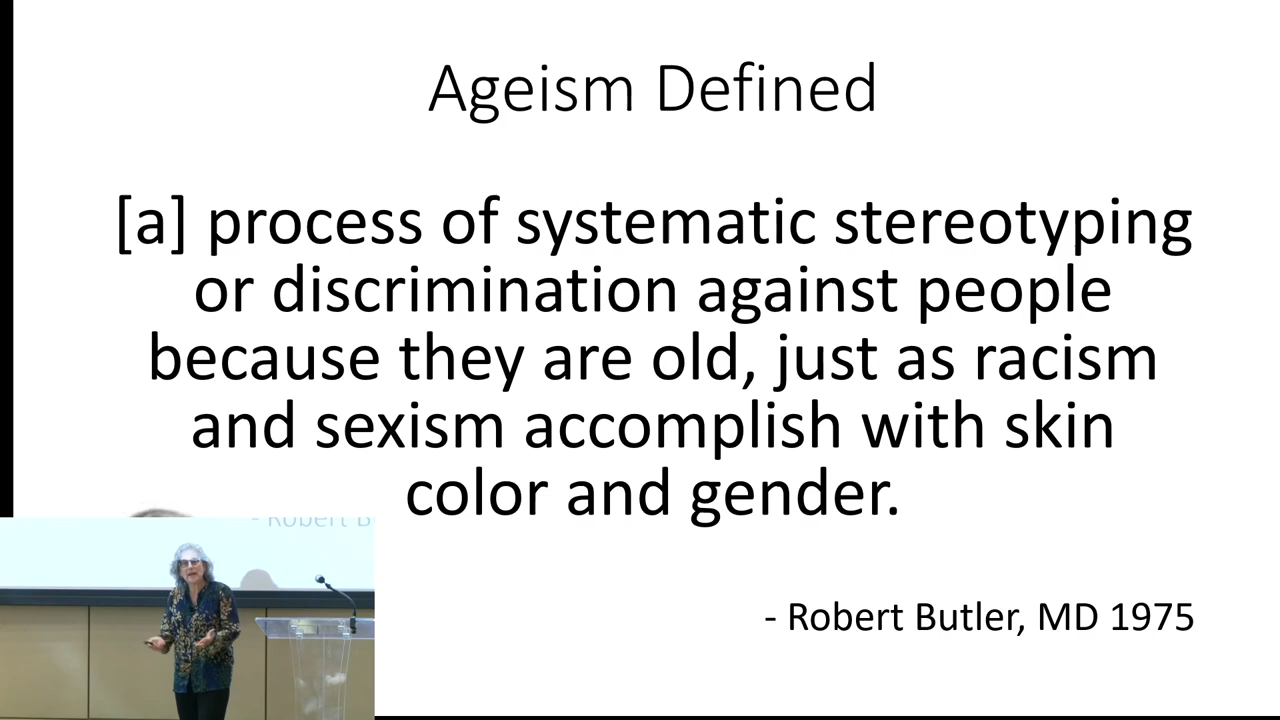 Ageism Defined
[a] process of systematic stereotyping
or discrimination against people
because they are old, just as racism
and sexism accomplish with skin
color and gender.
- Robert Butler, MD 1975
- Robert B